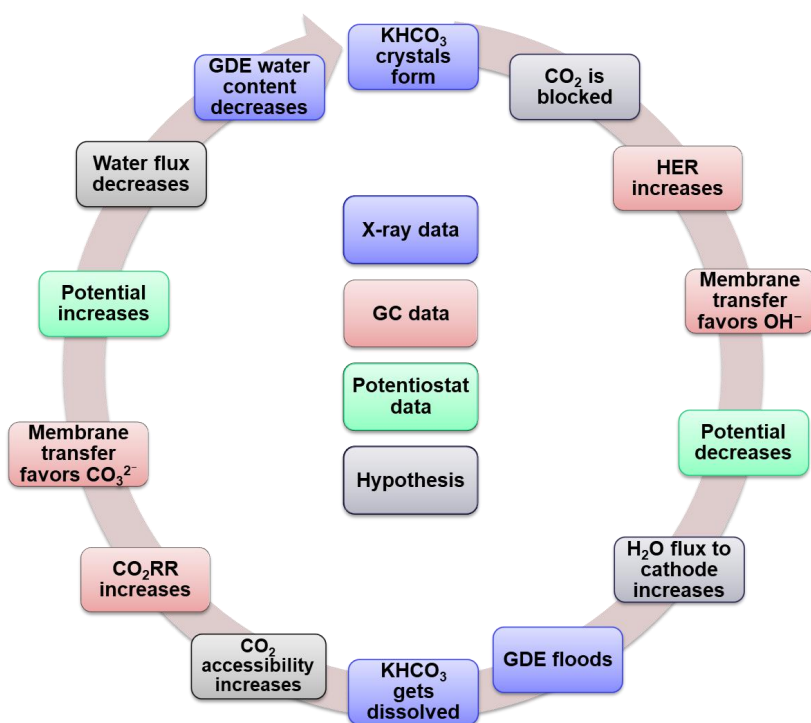 KHCO₃
crystals
form
CO₂ is
blocked
HER
increases
Membrane
transfer
favors OH⁻
Potential
decreases
H₂O flux to
cathode
increases
GDE floods
KHCO₃
gets
dissolved
CO₂
accessibility
increases
CO₂RR
increases
Membrane
transfer
favors CO₃²⁻
Potential
increases
Water flux
decreases
GDE water
content
decreases
X-ray data
GC data
Potentiostat
data
Hypothesis